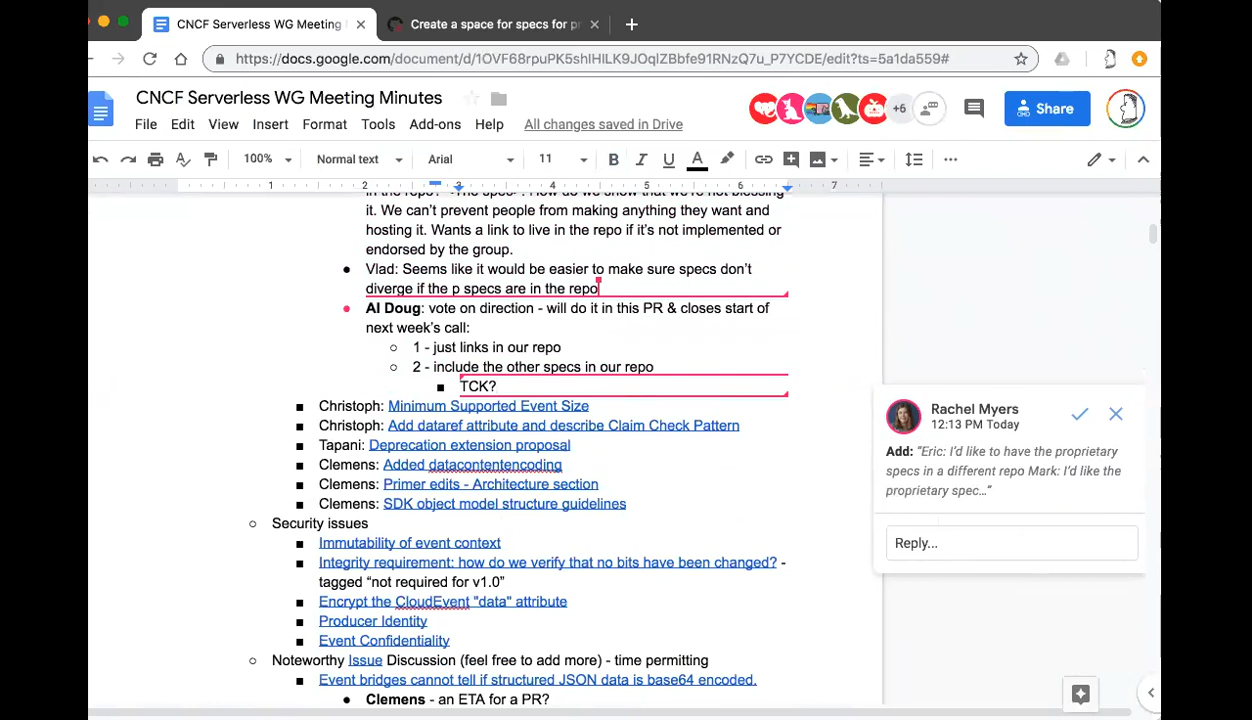 CNCF Serverless WG Meeting Minutes
Create a space for specs for pr
https://docs.google.com/document/d/1OVF68rpuPK5shIHILK9JOqIZBbfe91RNzQ7u_P7YCDE/edit?ts=5a1da559#
CNCF Serverless WG Meeting Minutes
+6
Share
File Edit View Insert Format Tools Add-ons Help All changes saved in Drive
100% Normal text Arial 11 B I U A
1 2 3 4 5 6 7
it. We can't prevent people from making anything they want and
hosting it. Wants a link to live in the repo if it's not implemented or
endorsed by the group.
● Vlad: Seems like it would be easier to make sure specs don't
diverge if the p specs are in the repo
● AI Doug: vote on direction - will do it in this PR & closes start of
next week's call:
○ 1 - just links in our repo
○ 2 - include the other specs in our repo
■ TCK?
■ Christoph: Minimum Supported Event Size
■ Christoph: Add dataref attribute and describe Claim Check Pattern
■ Tapani: Deprecation extension proposal
■ Clemens: Added datacontentencoding
■ Clemens: Primer edits - Architecture section
■ Clemens: SDK object model structure guidelines
○ Security issues
■ Immutability of event context
■ Integrity requirement: how do we verify that no bits have been changed? -
tagged “not required for v1.0”
■ Encrypt the CloudEvent "data" attribute
■ Producer Identity
■ Event Confidentiality
○ Noteworthy Issue Discussion (feel free to add more) - time permitting
■ Event bridges cannot tell if structured JSON data is base64 encoded.
● Clemens - an ETA for a PR?
Rachel Myers
12:13 PM Today
Add: “Eric: I'd like to have the proprietary
specs in a different repo Mark: I'd like the
proprietary spec...”
Reply...